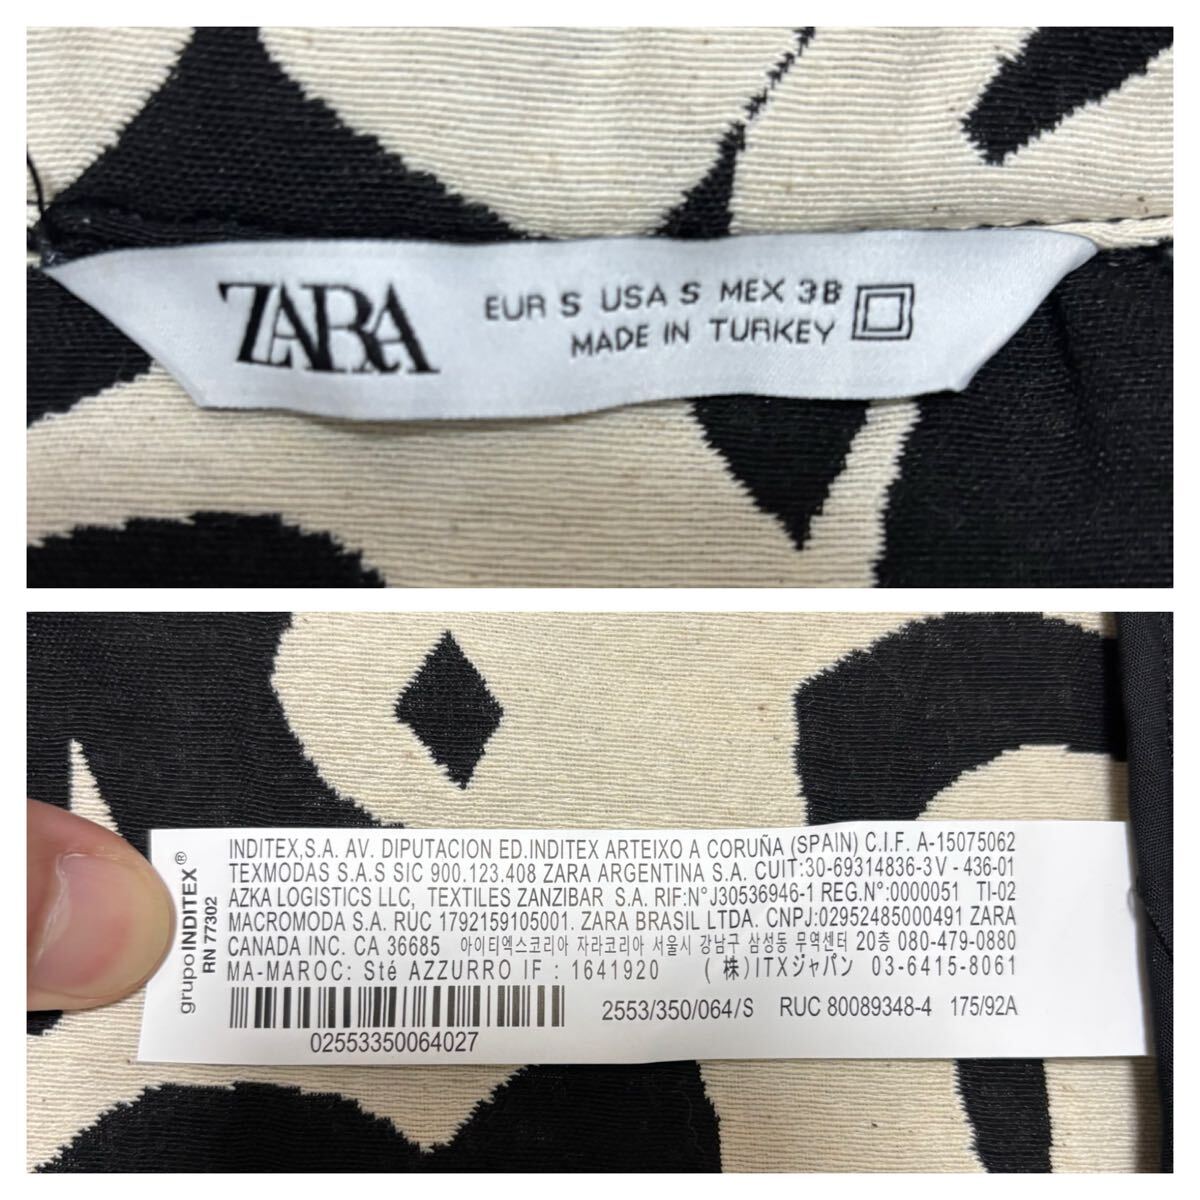 ZARA
EUR S USA S MEX 38
MADE IN TURKEY
INDITEX,S.A. AV. DIPUTACION ED.INDITEX ARTEIXO A CORUÑA (SPAIN) C.I.F. A-15075062
TEXMODAS S.A.S SIC 900.123.408 ZARA ARGENTINA S.A. CUIT:30-69314836-3V - 436-01
AZKA LOGISTICS LLC, TEXTILES ZANZIBAR S.A. RIF:N°J30536946-1 REG.N°:0000051 TI-02
MACROMODA S.A. RUC 1792159105001. ZARA BRASIL LTDA. CNPJ:02952485000491 ZARA
CANADA INC. CA 36685 아이티엑스코리아 자라코리아 서울시 강남구 삼성동 무역센터 20층 080-479-0880
MA-MAROC: Sté AZZURRO IF : 1641920 (株)ITXジャパン 03-6415-8061
2553/350/064/S RUC 80089348-4 175/92A
02553350064027
grupoINDITEX®
RN 77302